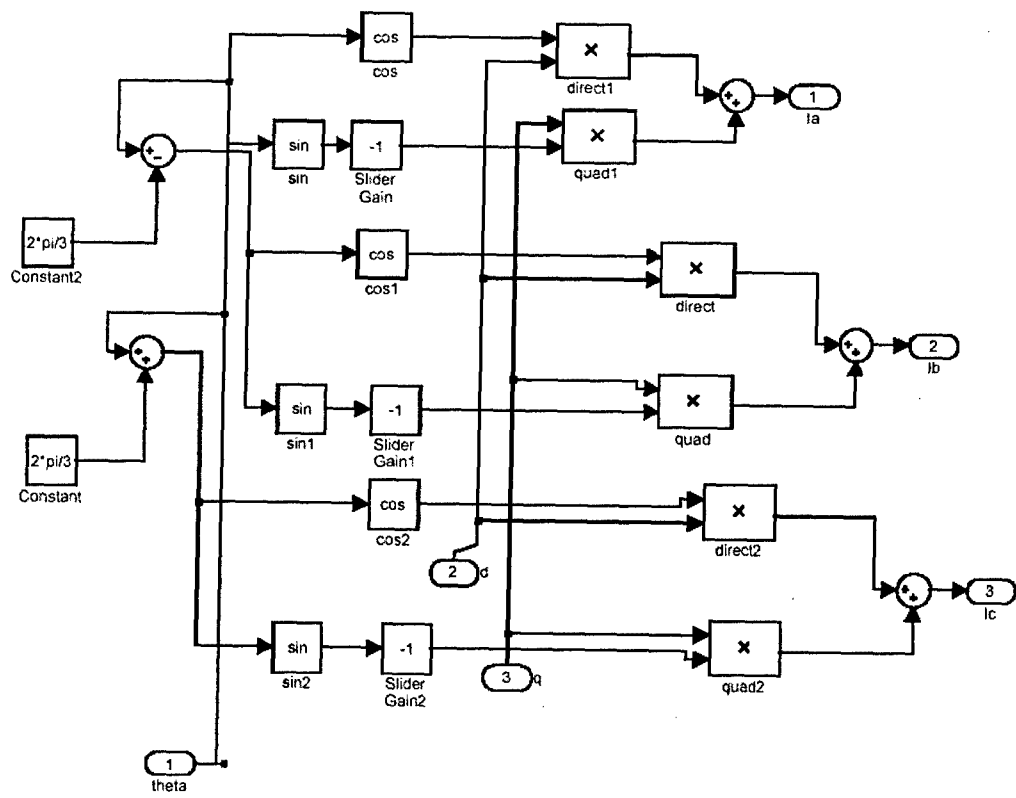 cos
cos
×
direct1
1
Ia
sin
sin
-1
Slider
Gain
×
quad1
2*pi/3
Constant2
cos
cos1
×
direct
2
Ib
sin
sin1
-1
Slider
Gain1
×
quad
2*pi/3
Constant
cos
cos2
×
direct2
2
d
3
Ic
sin
sin2
-1
Slider
Gain2
3
q
×
quad2
1
theta